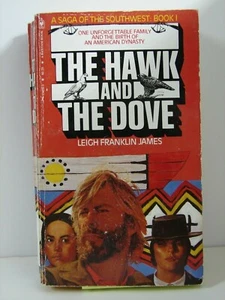 A SAGA OF THE SOUTHWEST: BOOK I
ONE UNFORGETTABLE FAMILY
AND THE BIRTH OF
AN AMERICAN DYNASTY.
THE HAWK
AND
THE DOVE
LEIGH FRANKLIN JAMES